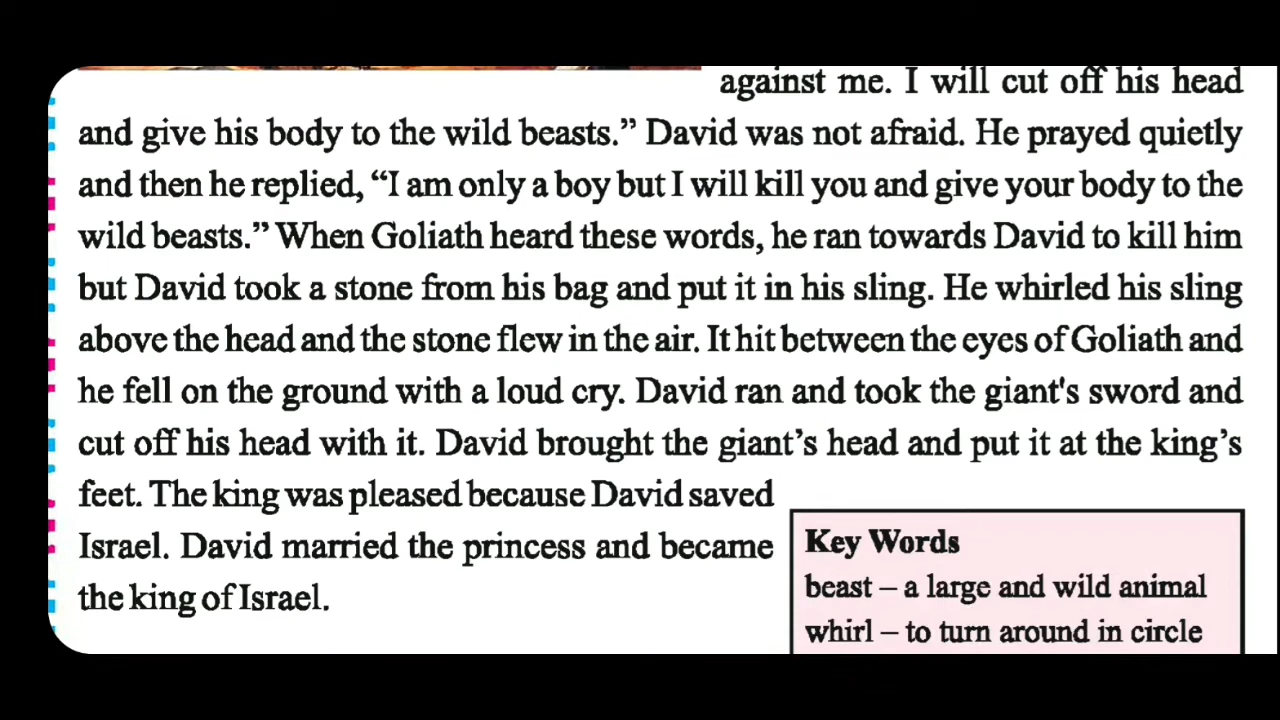 against me. I will cut off his head
and give his body to the wild beasts.” David was not afraid. He prayed quietly
and then he replied, “I am only a boy but I will kill you and give your body to the
wild beasts.” When Goliath heard these words, he ran towards David to kill him
but David took a stone from his bag and put it in his sling. He whirled his sling
above the head and the stone flew in the air. It hit between the eyes of Goliath and
he fell on the ground with a loud cry. David ran and took the giant's sword and
cut off his head with it. David brought the giant’s head and put it at the king’s
feet. The king was pleased because David saved
Israel. David married the princess and became
the king of Israel.
Key Words
beast – a large and wild animal
whirl – to turn around in circle